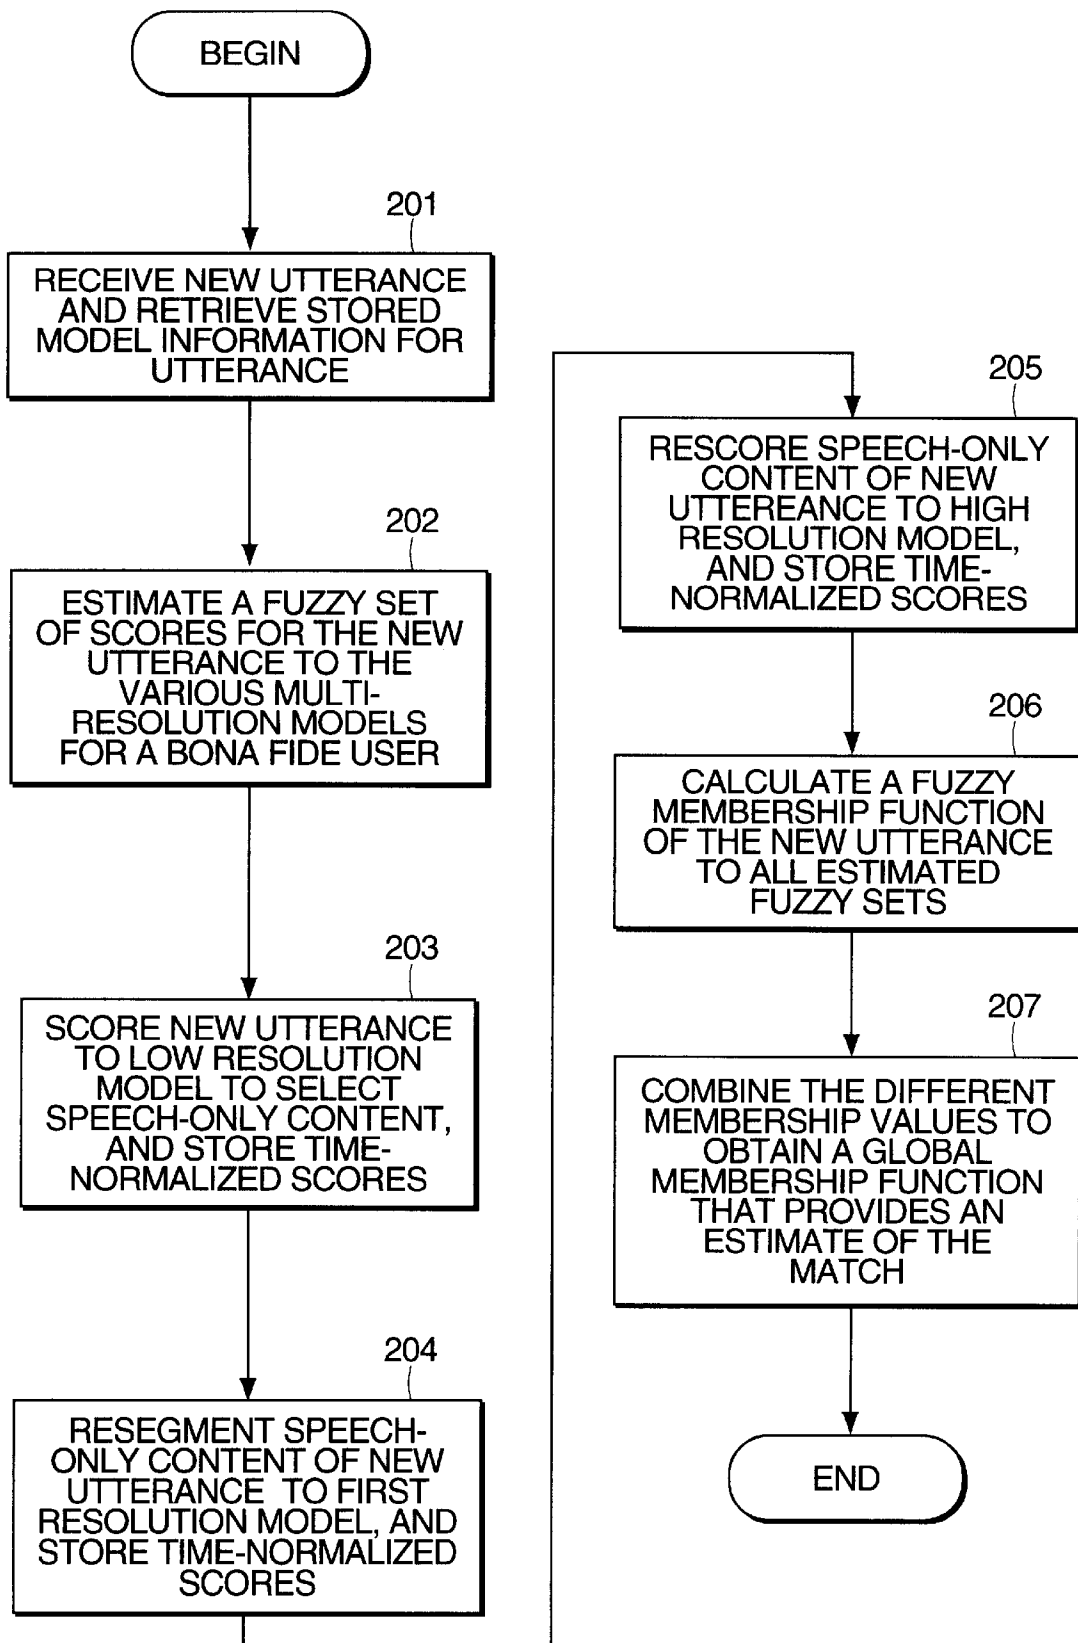 BEGIN
201
RECEIVE NEW UTTERANCE
AND RETRIEVE STORED
MODEL INFORMATION FOR
UTTERANCE
202
ESTIMATE A FUZZY SET
OF SCORES FOR THE NEW
UTTERANCE TO THE
VARIOUS MULTI-
RESOLUTION MODELS
FOR A BONA FIDE USER
203
SCORE NEW UTTERANCE
TO LOW RESOLUTION
MODEL TO SELECT
SPEECH-ONLY CONTENT,
AND STORE TIME-
NORMALIZED SCORES
204
RESEGMENT SPEECH-
ONLY CONTENT OF NEW
UTTERANCE TO FIRST
RESOLUTION MODEL, AND
STORE TIME-NORMALIZED
SCORES
205
RESCORE SPEECH-ONLY
CONTENT OF NEW
UTTEREANCE TO HIGH
RESOLUTION MODEL,
AND STORE TIME-
NORMALIZED SCORES
206
CALCULATE A FUZZY
MEMBERSHIP FUNCTION
OF THE NEW UTTERANCE
TO ALL ESTIMATED
FUZZY SETS
207
COMBINE THE DIFFERENT
MEMBERSHIP VALUES TO
OBTAIN A GLOBAL
MEMBERSHIP FUNCTION
THAT PROVIDES AN
ESTIMATE OF THE
MATCH
END